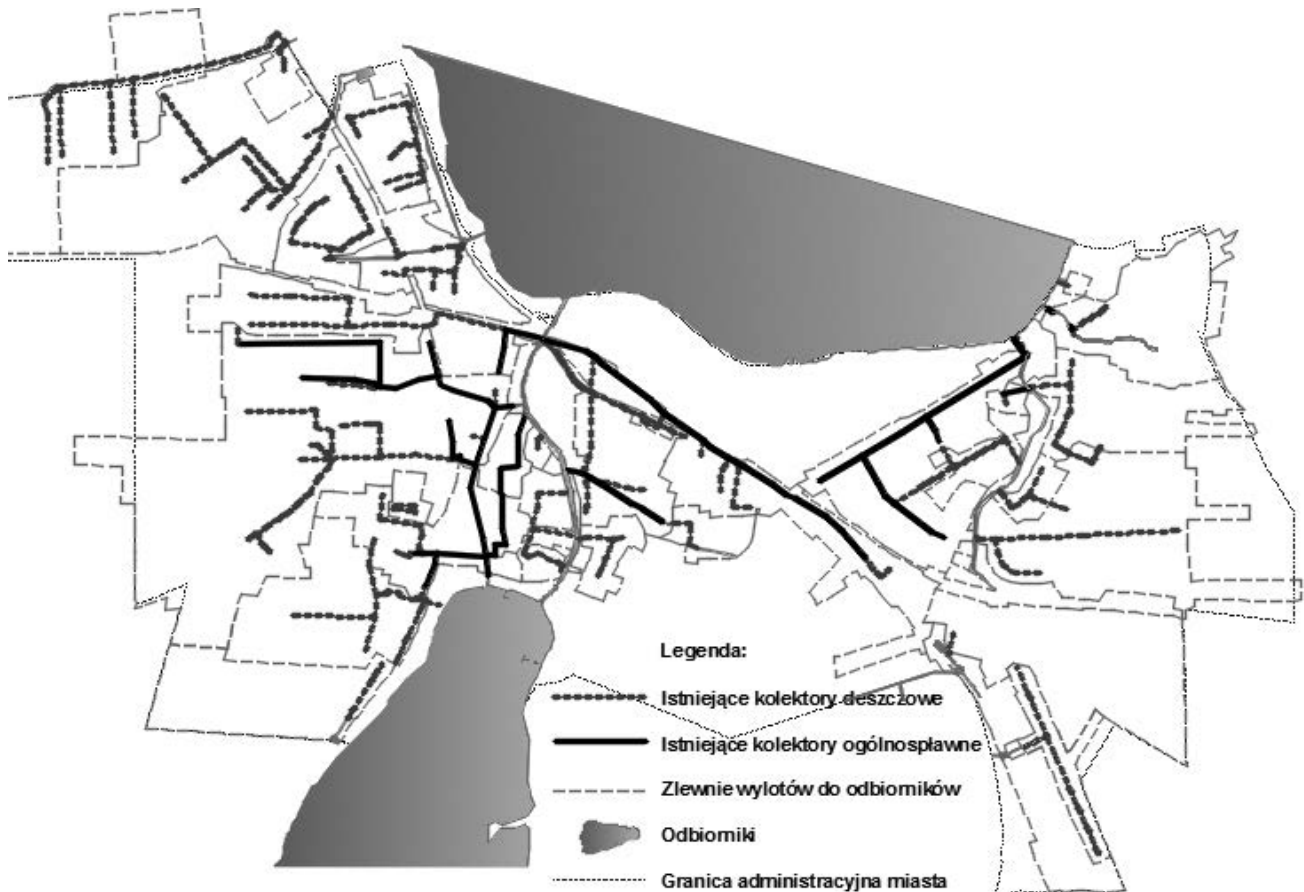 Legenda:
Istniejące kolektory deszczowe
Istniejące kolektory ogólnospławne
Zlewnie wylotów do odbiorników
Odbiorniki
Granica administracyjna miasta